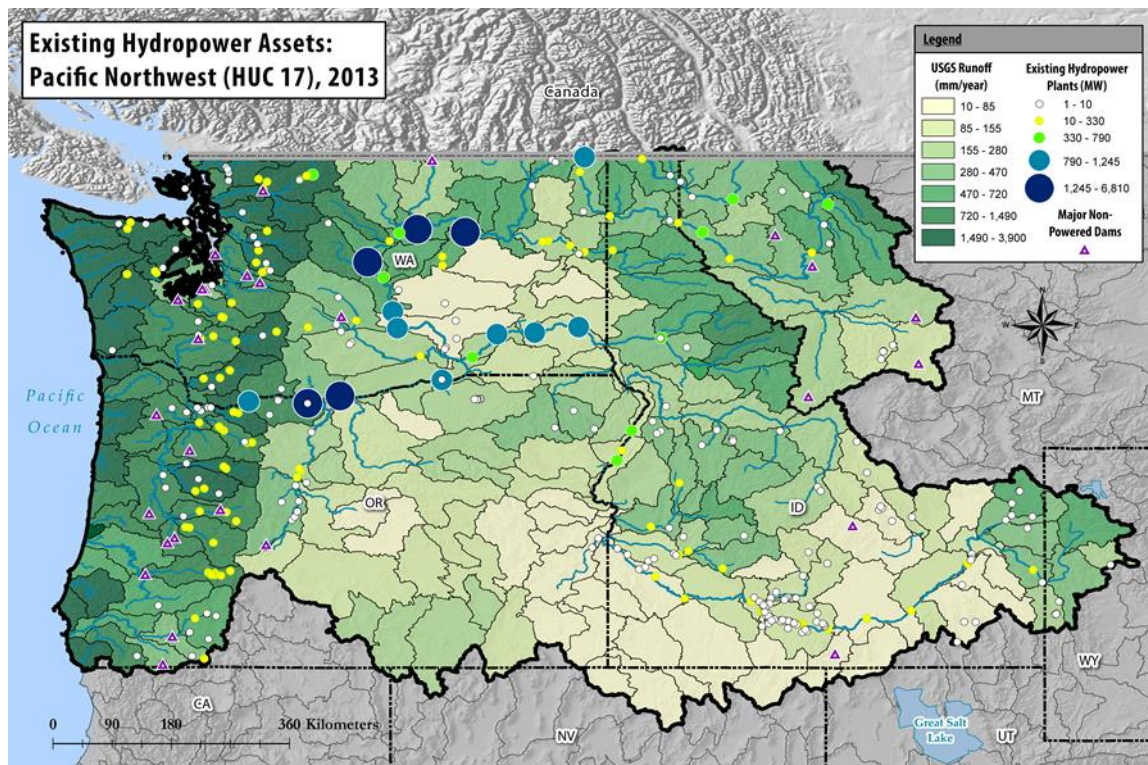 Existing Hydropower Assets:
Pacific Northwest (HUC 17), 2013
Canada
Legend
USGS Runoff
(mm/year)
10 - 85
85 - 155
155 - 280
280 - 470
470 - 720
720 - 1,490
1,490 - 3,900
Existing Hydropower
Plants (MW)
1 - 10
10 - 330
330 - 790
790 - 1,245
1,245 - 6,810
Major Non-
Powered Dams
WA
N
W
E
S
Pacific
Ocean
MT
OR
ID
WY
CA
NV
UT
Great Salt
Lake
0 90 180 360 Kilometers